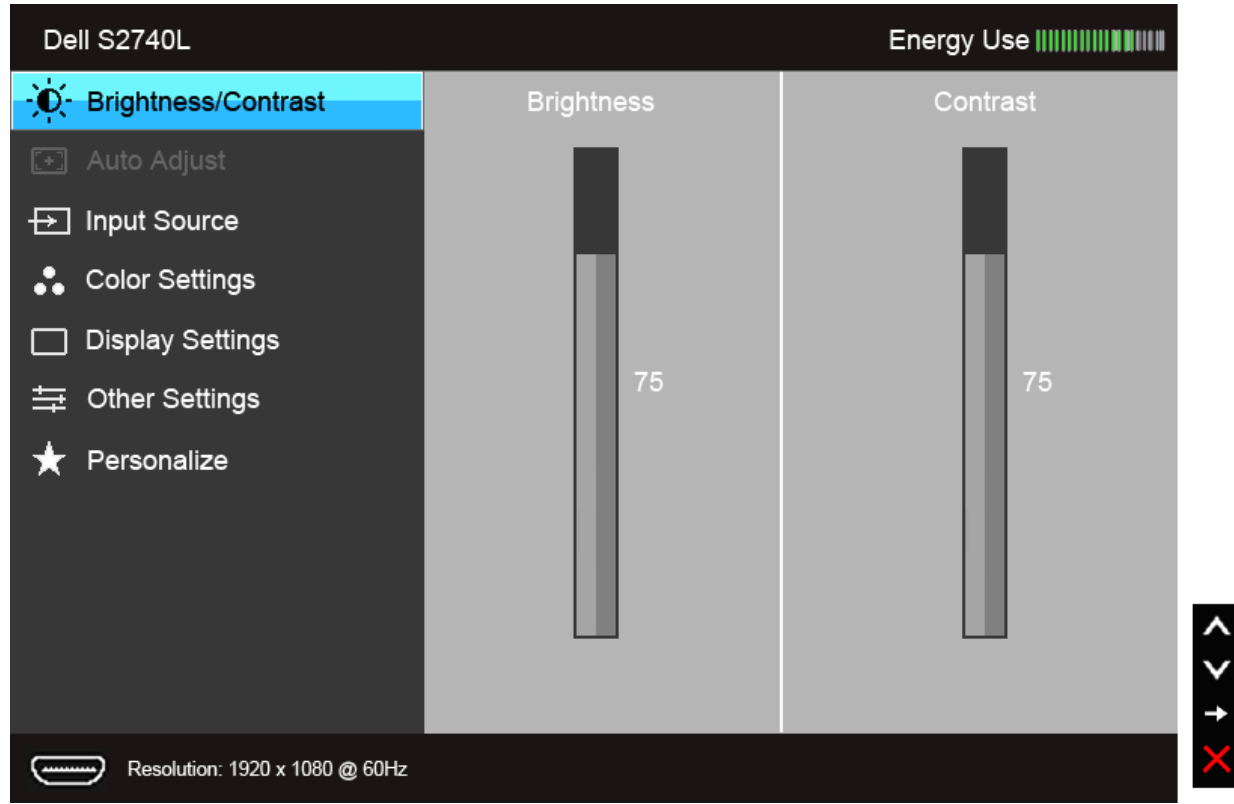 Dell S2740L
Energy Use
Brightness/Contrast
Auto Adjust
Input Source
Color Settings
Display Settings
Other Settings
Personalize
Brightness
75
Contrast
75
Resolution: 1920 x 1080 @ 60Hz